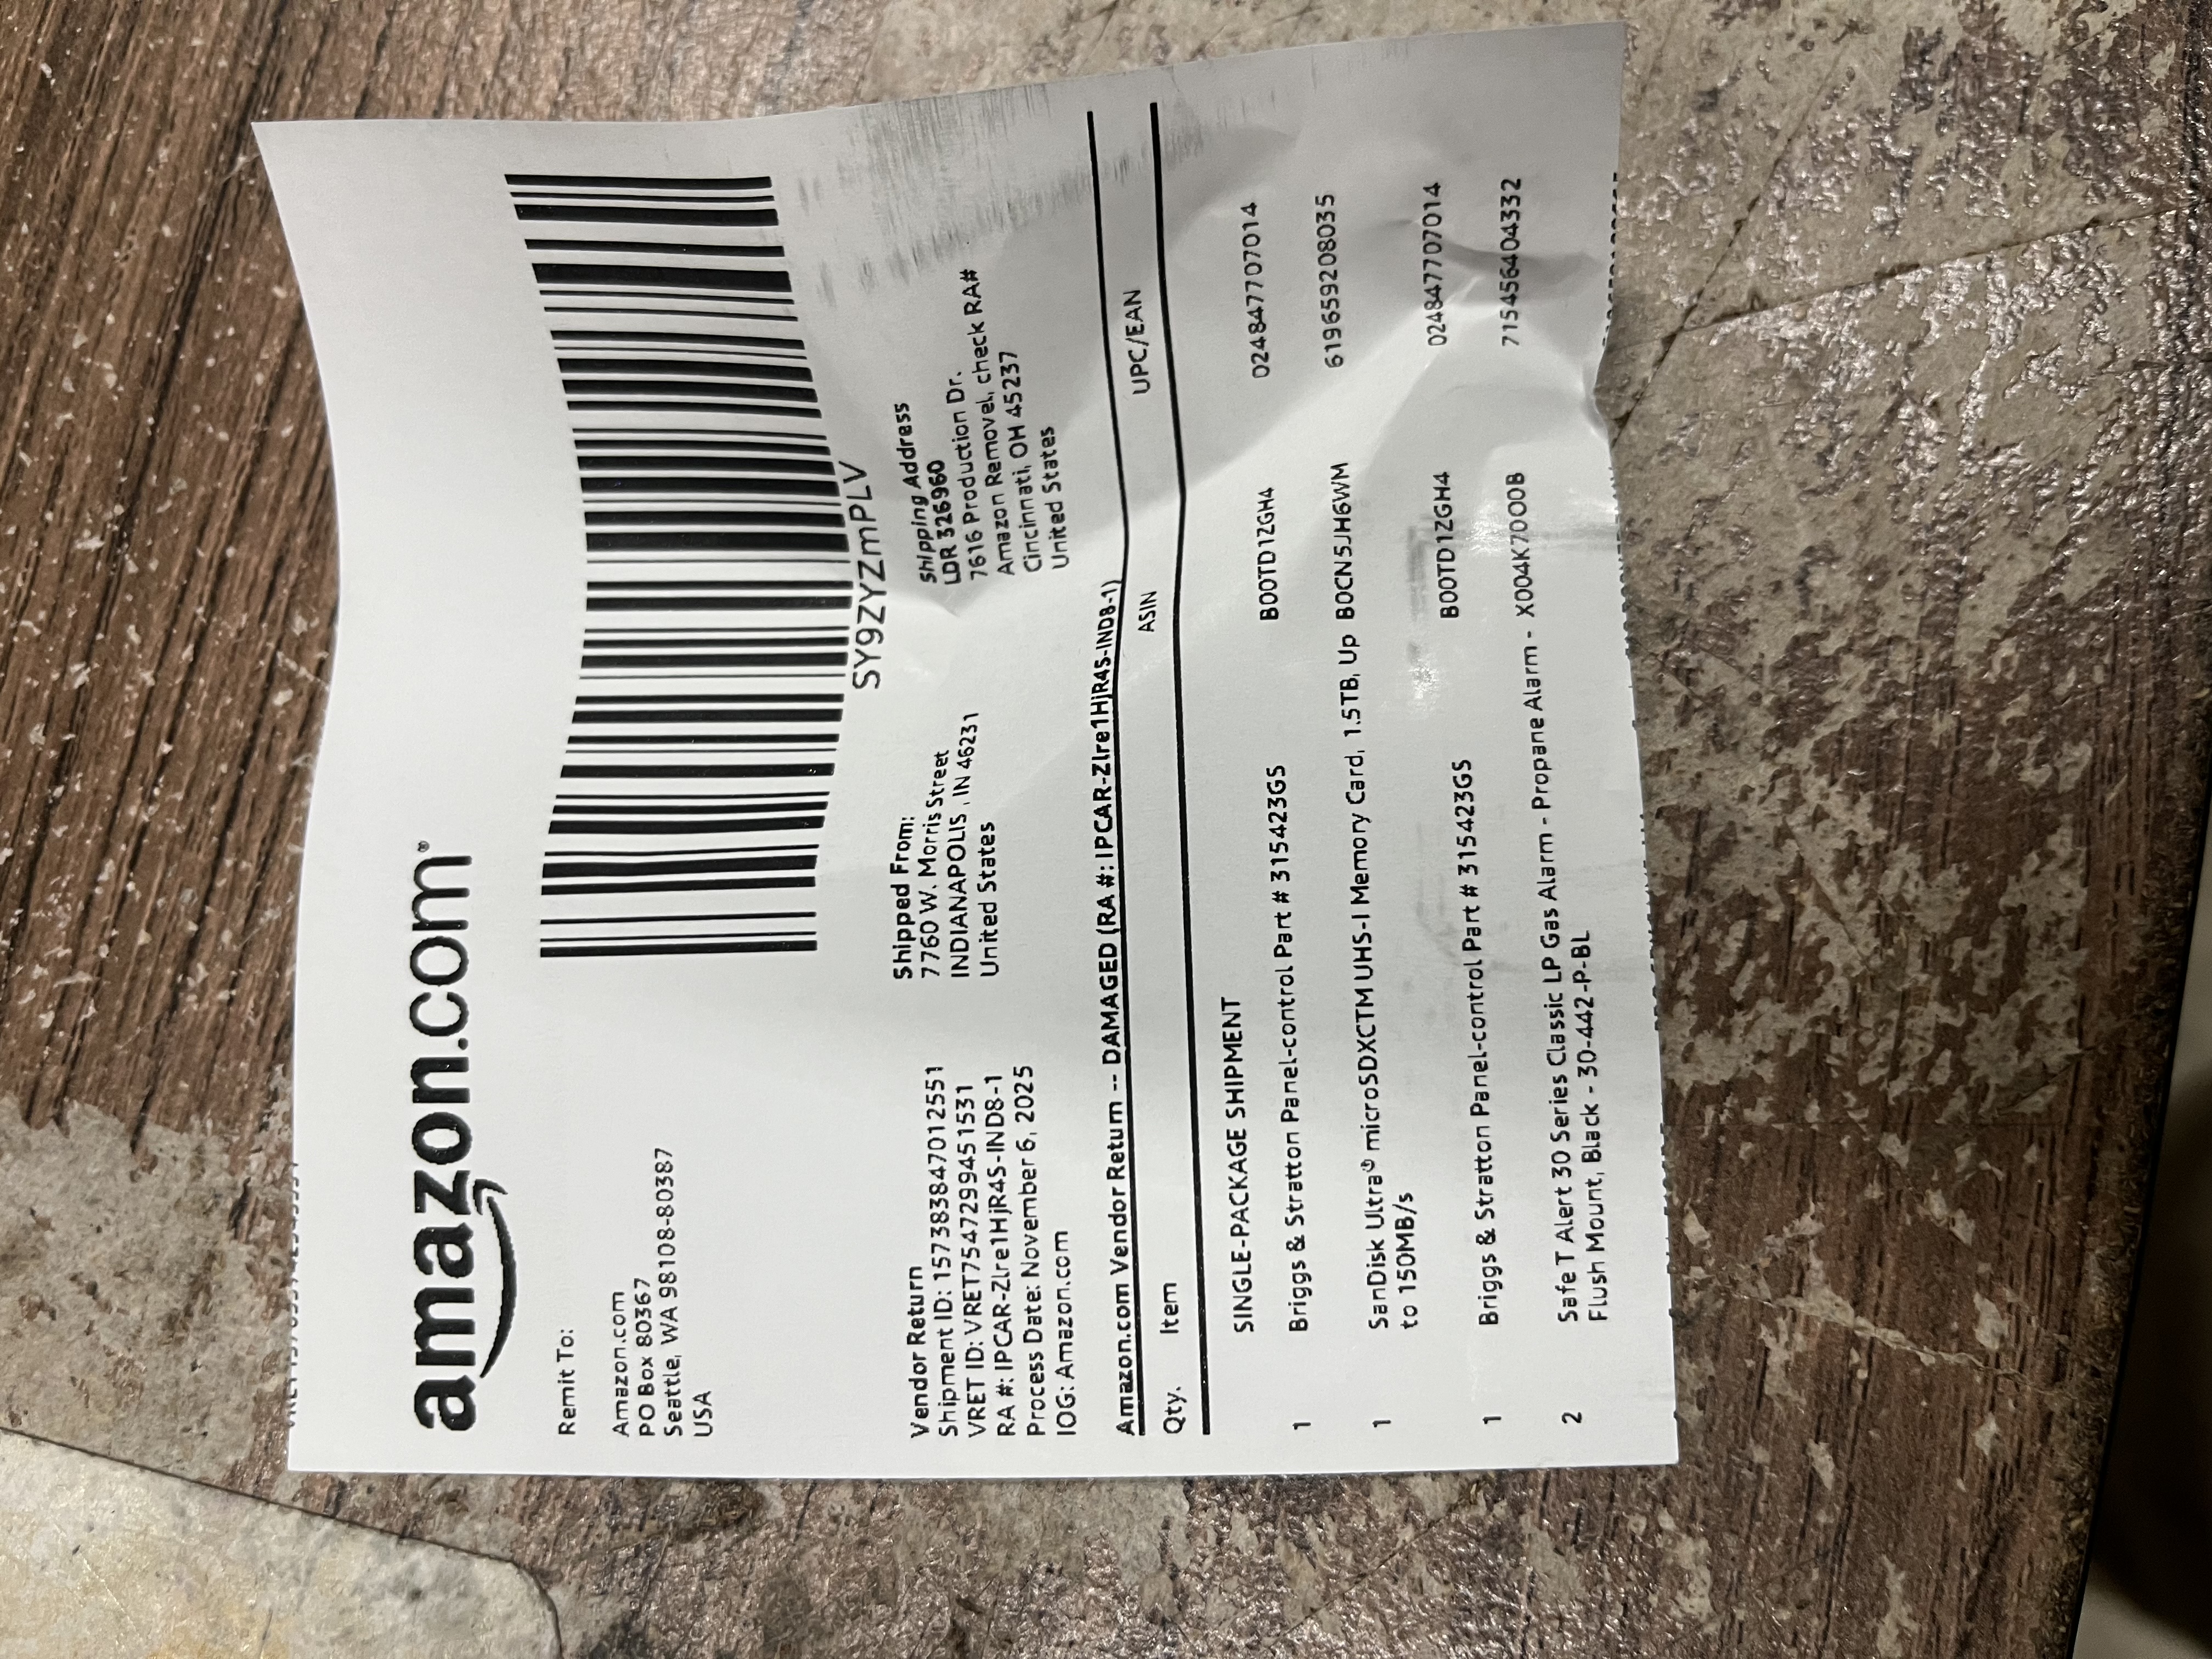 amazon.com®
Remit To:
Amazon.com
PO Box 80367
Seattle, WA 98108-80387
USA
SY9ZYZmPLV
Vendor Return
Shipment ID: 1573838470​12551
VRET ID: VRET7547299451531
RA #: IPCAR-Zlre1HjR4S-IND8-1
Process Date: November 6, 2025
IOG: Amazon.com
Shipped From:
7760 W. Morris Street
INDIANAPOLIS , IN 46231
United States
Shipping Address
LDR 326960
7616 Production Dr.
Amazon Removel, check RA#
Cincinnati, OH 45237
United States
Amazon.com Vendor Return -- DAMAGED (RA #: IPCAR-Zlre1HjR4S-IND8-1)
Qty. Item ASIN UPC/EAN
SINGLE-PACKAGE SHIPMENT
1 Briggs & Stratton Panel-control Part # 315423GS B00TD1ZGH4 024847707014
1 SanDisk Ultra® microSDXCTM UHS-I Memory Card, 1.5TB, Up B0CN5JH6WM 619659208035
to 150MB/s
1 Briggs & Stratton Panel-control Part # 315423GS B00TD1ZGH4 024847707014
2 Safe T Alert 30 Series Classic LP Gas Alarm - Propane Alarm - X004K7OOOB 715456404332
Flush Mount, Black - 30-442-P-BL